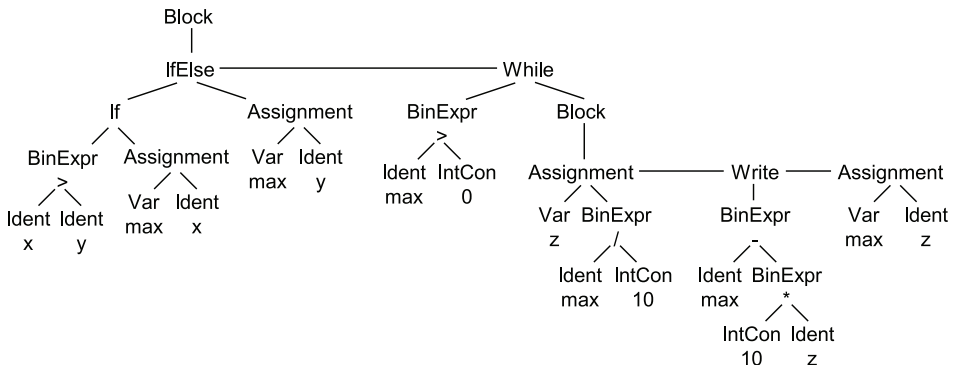 Block
IfElse While
If Assignment BinExpr Block
>
BinExpr Assignment Var Ident Ident IntCon Assignment Write Assignment
> max y max 0
Ident Ident Var Ident Var BinExpr BinExpr Var Ident
x y max x z / - max z
Ident IntCon Ident BinExpr
max 10 max *
IntCon Ident
10 z